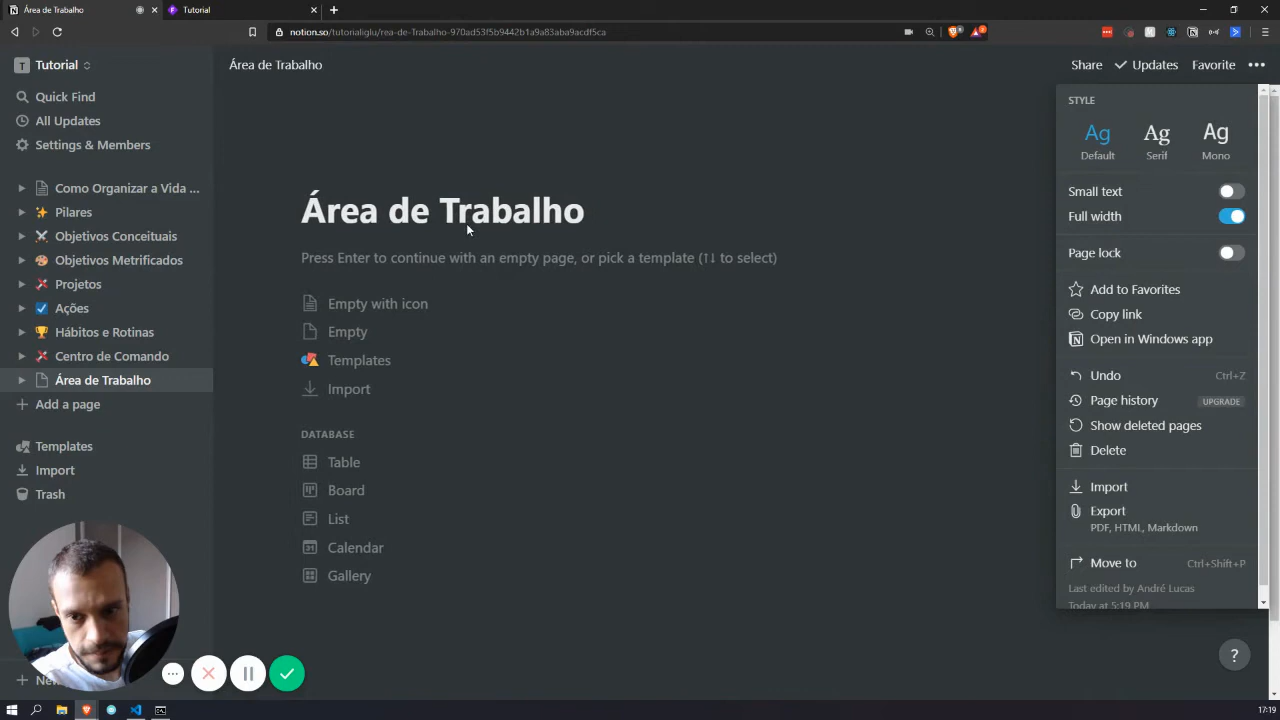 Área de Trabalho
Tutorial
notion.so/tutorialiglu/rea-de-Trabalho-970ad53f5b9442b1a9a83aba9acdf5ca
T Tutorial
Área de Trabalho
Share
Updates
Favorite
Quick Find
All Updates
Settings & Members
Como Organizar a Vida ...
Pilares
Objetivos Conceituais
Objetivos Metrificados
Projetos
Ações
Hábitos e Rotinas
Centro de Comando
Área de Trabalho
Add a page
Templates
Import
Trash
Área de Trabalho
Press Enter to continue with an empty page, or pick a template (↑↓ to select)
Empty with icon
Empty
Templates
Import
DATABASE
Table
Board
List
Calendar
Gallery
STYLE
Ag Ag Ag
Default Serif Mono
Small text
Full width
Page lock
Add to Favorites
Copy link
Open in Windows app
Undo Ctrl+Z
Page history UPGRADE
Show deleted pages
Delete
Import
Export
PDF, HTML, Markdown
Move to Ctrl+Shift+P
Last edited by André Lucas
Today at 5:19 PM
?
17:19